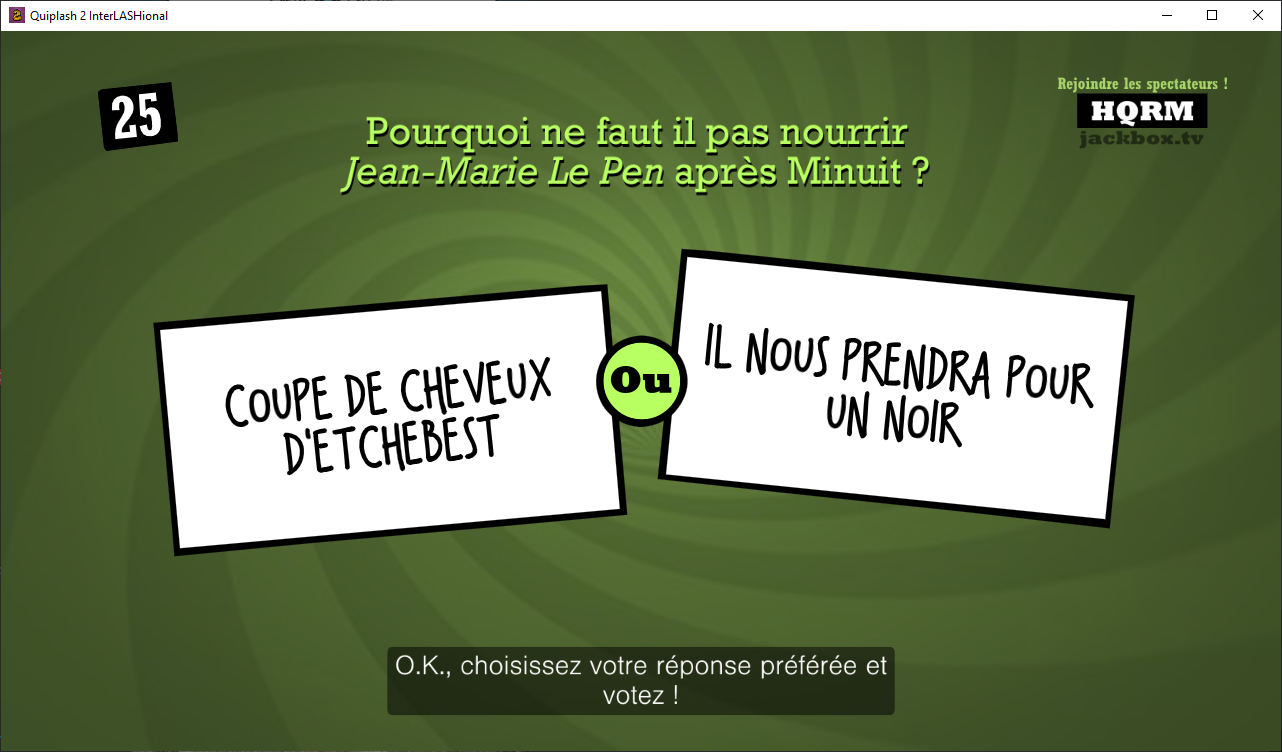 Quiplash 2 InterLASHional
25
Rejoindre les spectateurs !
HQRM
jackbox.tv
Pourquoi ne faut il pas nourrir
Jean-Marie Le Pen après Minuit ?
COUPE DE CHEVEUX
D'ETCHEBEST
Ou
IL NOUS PRENDRA POUR
UN NOIR
O.K., choisissez votre réponse préférée et
votez !